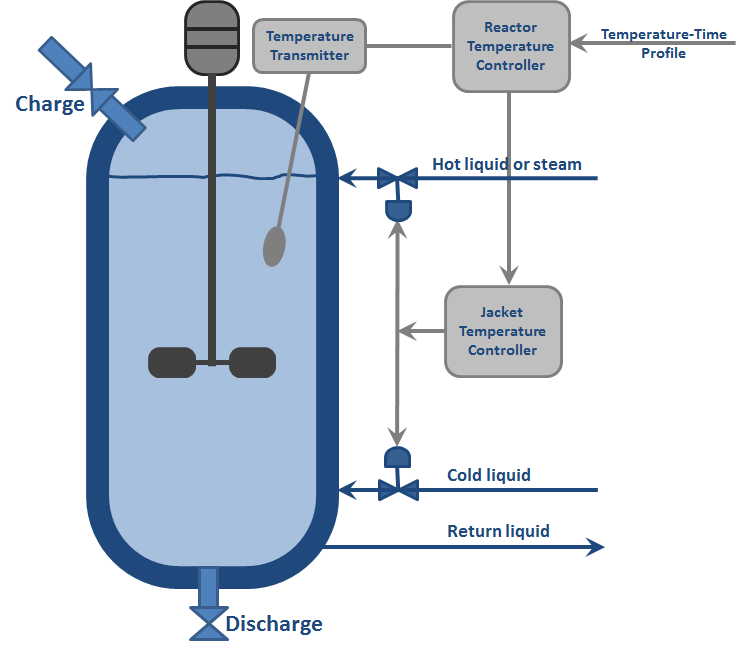 Temperature
Transmitter
Reactor
Temperature
Controller
Temperature-Time
Profile
Charge
Hot liquid or steam
Jacket
Temperature
Controller
Cold liquid
Return liquid
Discharge